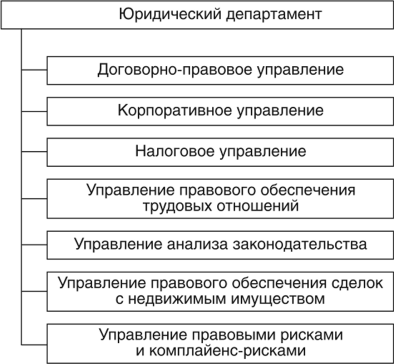 Юридический департамент
Договорно-правовое управление
Корпоративное управление
Налоговое управление
Управление правового обеспечения
трудовых отношений
Управление анализа законодательства
Управление правового обеспечения сделок
с недвижимым имуществом
Управление правовыми рисками
и комплайенс-рисками